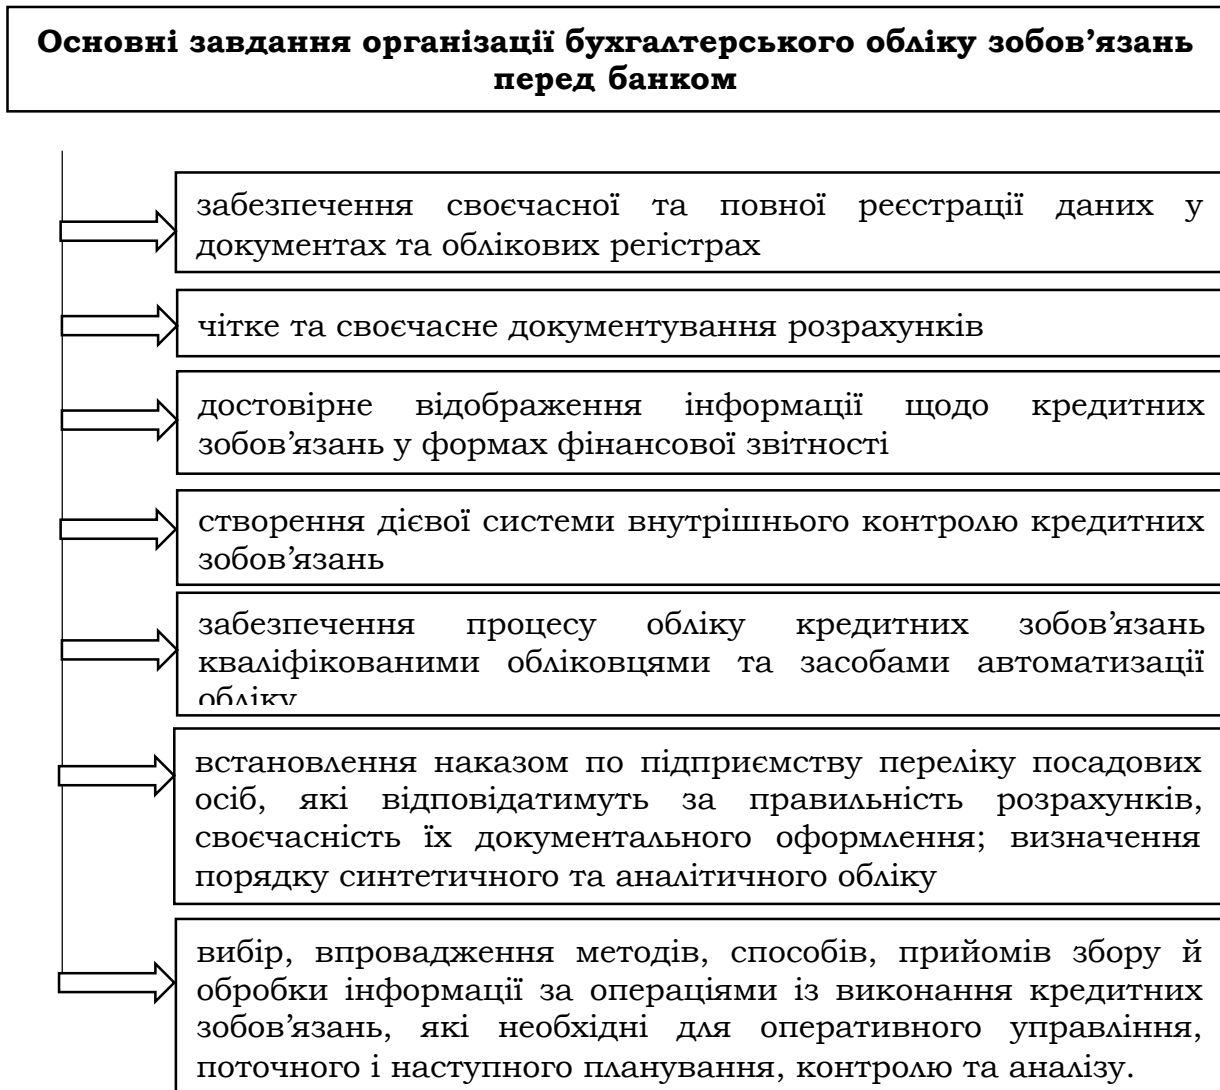 Основні завдання організації бухгалтерського обліку зобов’язань
перед банком
забезпечення своєчасної та повної реєстрації даних у
документах та облікових регістрах
чітке та своєчасне документування розрахунків
достовірне відображення інформації щодо кредитних
зобов’язань у формах фінансової звітності
створення дієвої системи внутрішнього контролю кредитних
зобов’язань
забезпечення процесу обліку кредитних зобов’язань
кваліфікованими обліковцями та засобами автоматизації
обліку
встановлення наказом по підприємству переліку посадових
осіб, які відповідатимуть за правильність розрахунків,
своєчасність їх документального оформлення; визначення
порядку синтетичного та аналітичного обліку
вибір, впровадження методів, способів, прийомів збору й
обробки інформації за операціями із виконання кредитних
зобов’язань, які необхідні для оперативного управління,
поточного і наступного планування, контролю та аналізу.